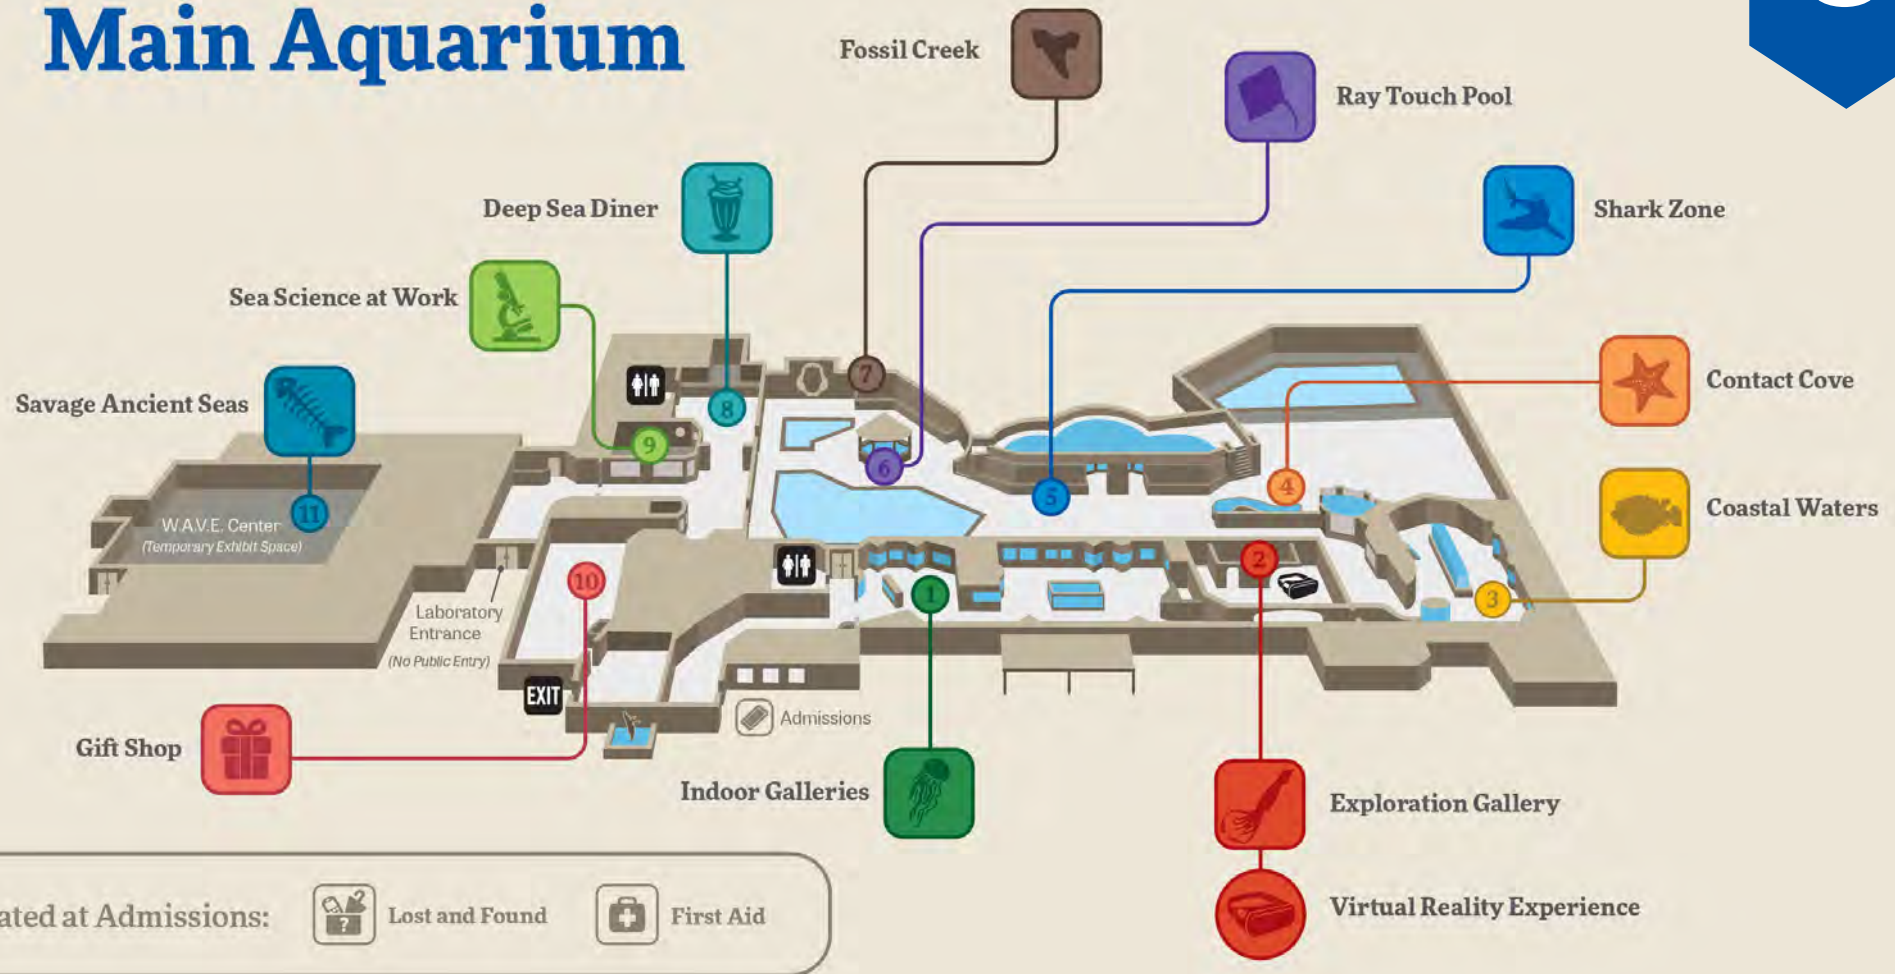 Main Aquarium
Fossil Creek
Ray Touch Pool
Deep Sea Diner
Shark Zone
Sea Science at Work
Savage Ancient Seas
Contact Cove
Coastal Waters
7
8
9
6
5
4
11
W.A.V.E. Center
(Temporary Exhibit Space)
10
1
2
3
Laboratory
Entrance
(No Public Entry)
EXIT
Admissions
Gift Shop
Indoor Galleries
Exploration Gallery
Virtual Reality Experience
at Admissions:
Lost and Found
?
First Aid